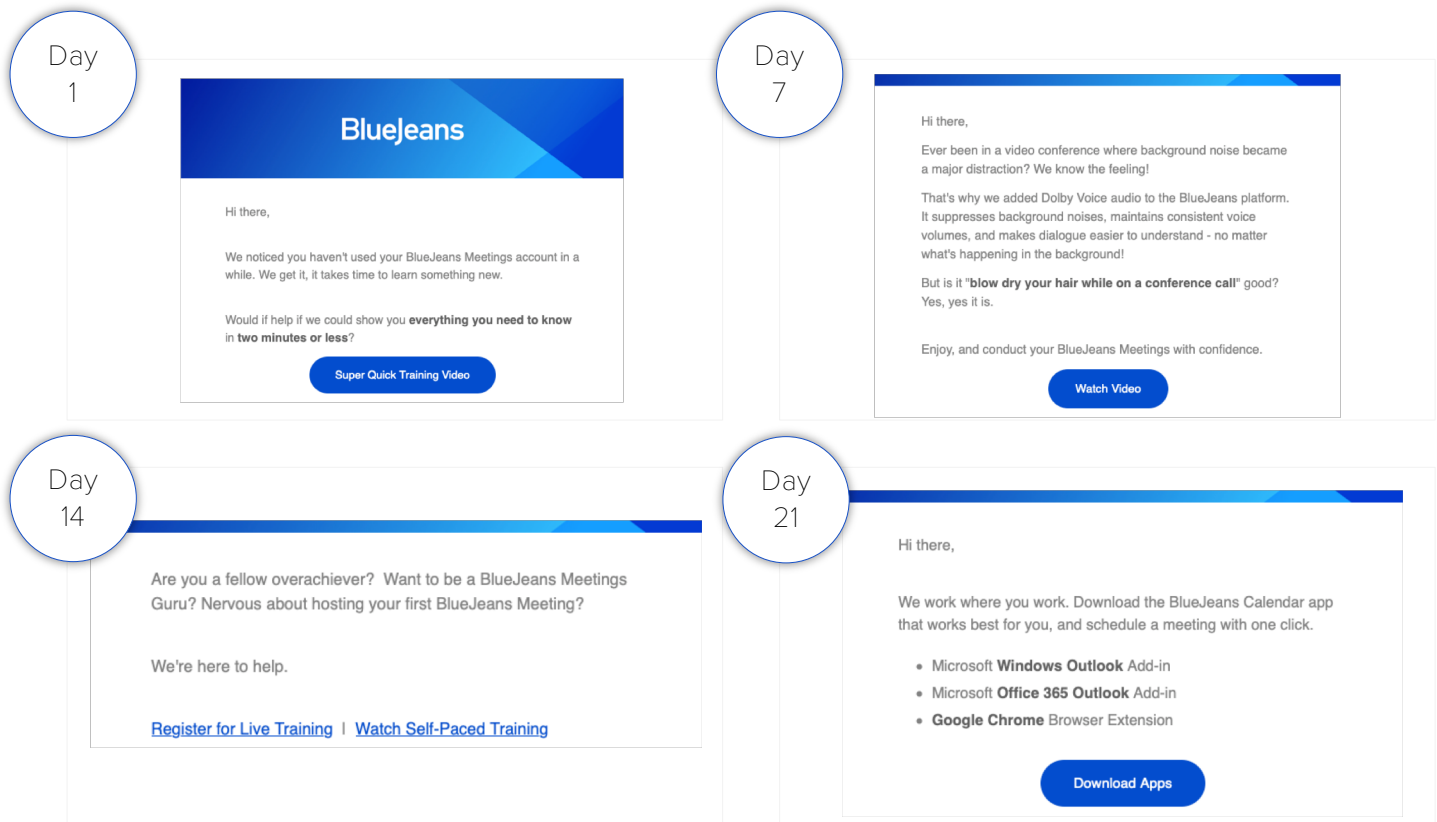 Day
1
BlueJeans
Hi there,
We noticed you haven't used your BlueJeans Meetings account in a
while. We get it, it takes time to learn something new.
Would if help if we could show you everything you need to know
in two minutes or less?
Super Quick Training Video
Day
7
Hi there,
Ever been in a video conference where background noise became
a major distraction? We know the feeling!
That's why we added Dolby Voice audio to the BlueJeans platform.
It suppresses background noises, maintains consistent voice
volumes, and makes dialogue easier to understand - no matter
what's happening in the background!
But is it "blow dry your hair while on a conference call" good?
Yes, yes it is.
Enjoy, and conduct your BlueJeans Meetings with confidence.
Watch Video
Day
14
Are you a fellow overachiever?  Want to be a BlueJeans Meetings
Guru? Nervous about hosting your first BlueJeans Meeting?
We're here to help.
Register for Live Training | Watch Self-Paced Training
Day
21
Hi there,
We work where you work. Download the BlueJeans Calendar app
that works best for you, and schedule a meeting with one click.
• Microsoft Windows Outlook Add-in
• Microsoft Office 365 Outlook Add-in
• Google Chrome Browser Extension
Download Apps